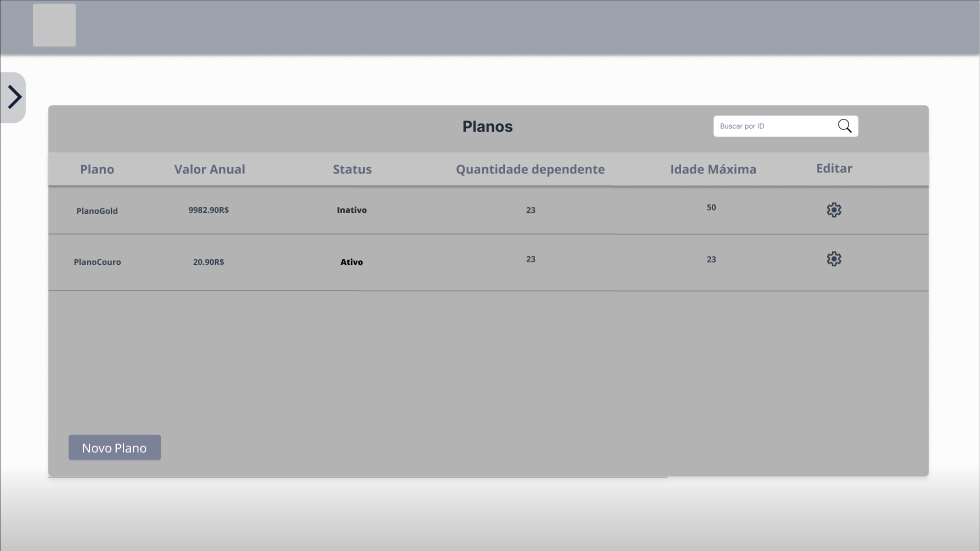 Planos
Buscar por ID
Plano Valor Anual Status Quantidade dependente Idade Máxima Editar
PlanoGold 9982.90R$ Inativo 23 50
PlanoCouro 20.90R$ Ativo 23 23
Novo Plano